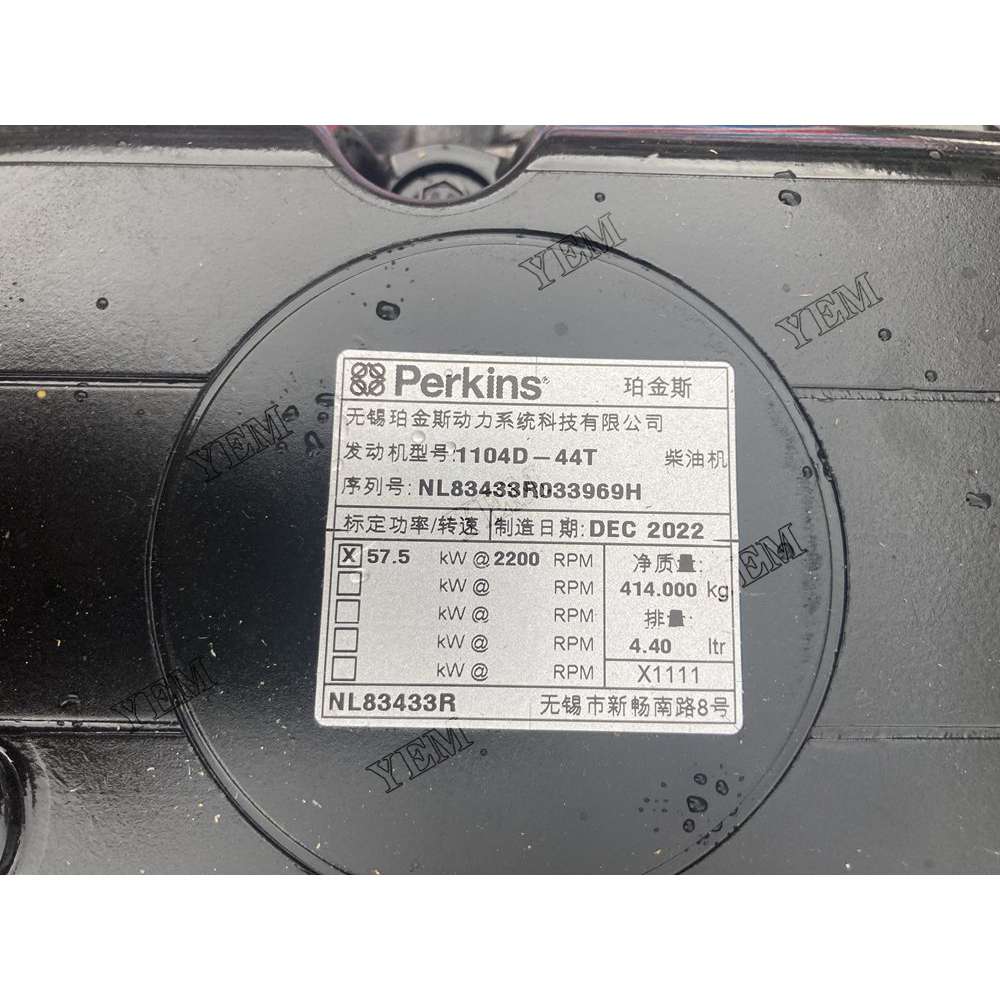 Perkins® 珀金斯
无锡珀金斯动力系统科技有限公司
发动机型号:1104D-44T 柴油机
序列号: NL83433R033969H
标定功率/转速 制造日期: DEC 2022
X 57.5 kW @ 2200 RPM 净质量:
kW @ RPM 414.000 kg
kW @ RPM 排量:
kW @ RPM 4.40 ltr
kW @ RPM X1111
NL83433R 无锡市新畅南路8号
YEM
YEM
YEM
YEM
YEM
YEM